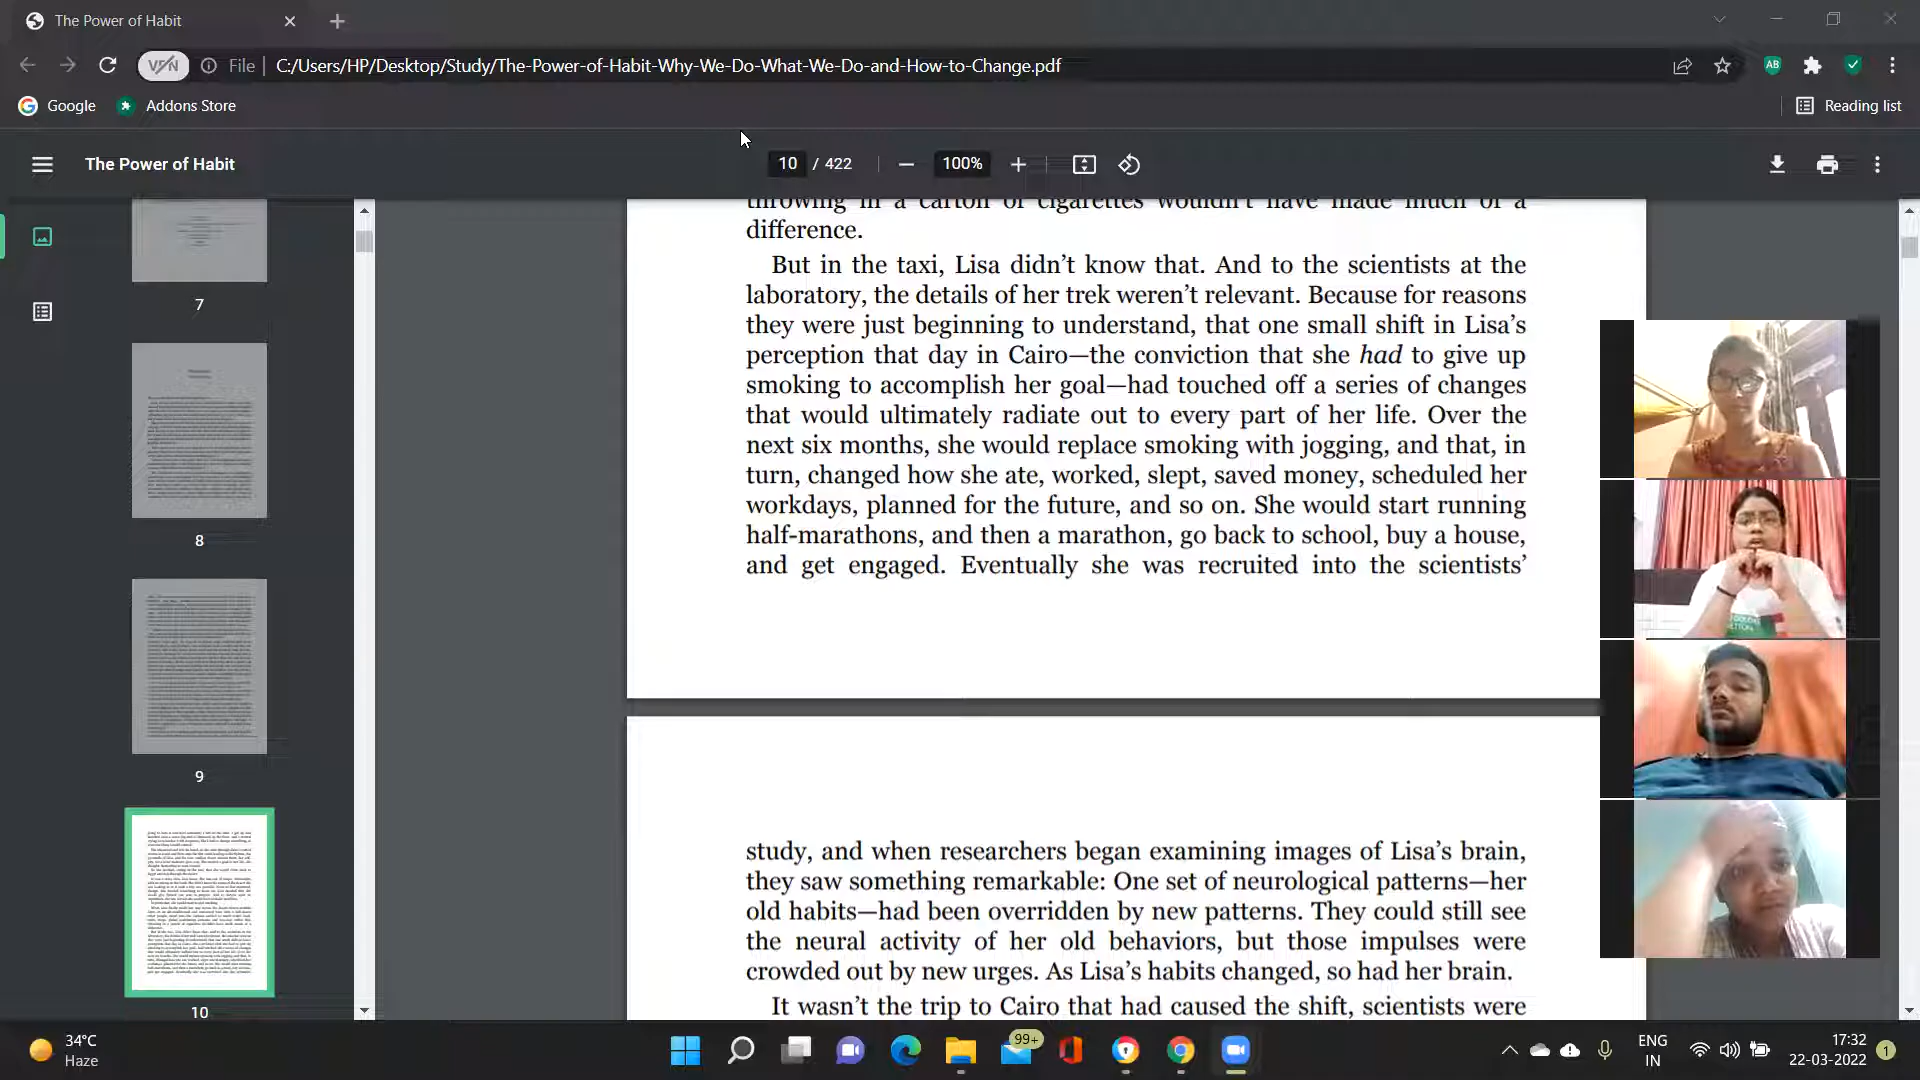 The Power of Habit
VPN
File
C:/Users/HP/Desktop/Study/The-Power-of-Habit-Why-We-Do-What-We-Do-and-How-to-Change.pdf
AB
Google
Addons Store
Reading list
The Power of Habit
10 / 422
100%
throwing in a carton of cigarettes wouldn’t have made much of a
difference.
But in the taxi, Lisa didn’t know that. And to the scientists at the
laboratory, the details of her trek weren’t relevant. Because for reasons
they were just beginning to understand, that one small shift in Lisa’s
perception that day in Cairo—the conviction that she had to give up
smoking to accomplish her goal—had touched off a series of changes
that would ultimately radiate out to every part of her life. Over the
next six months, she would replace smoking with jogging, and that, in
turn, changed how she ate, worked, slept, saved money, scheduled her
workdays, planned for the future, and so on. She would start running
half-marathons, and then a marathon, go back to school, buy a house,
and get engaged. Eventually she was recruited into the scientists’
study, and when researchers began examining images of Lisa’s brain,
they saw something remarkable: One set of neurological patterns—her
old habits—had been overridden by new patterns. They could still see
the neural activity of her old behaviors, but those impulses were
crowded out by new urges. As Lisa’s habits changed, so had her brain.
It wasn’t the trip to Cairo that had caused the shift, scientists were
7
8
9
10
34°C
Haze
99+
ENG
IN
17:32
22-03-2022
1